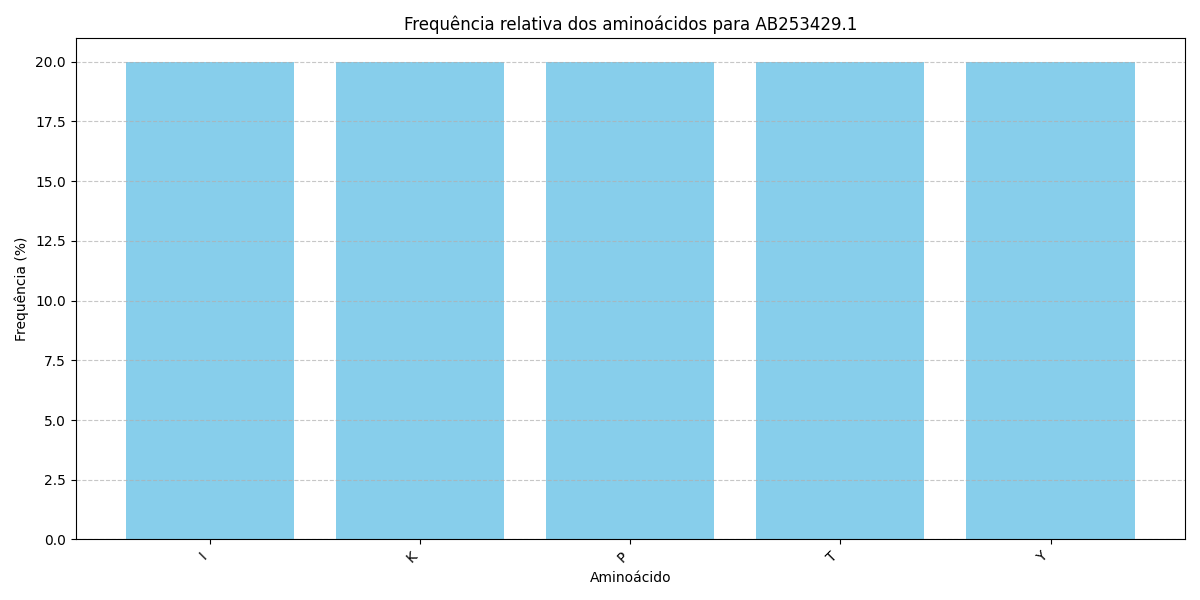 Frequência relativa dos aminoácidos para AB253429.1
20.0
17.5
15.0
12.5
10.0
7.5
5.0
2.5
0.0
Frequência (%)
I
K
P
T
Y
Aminoácido